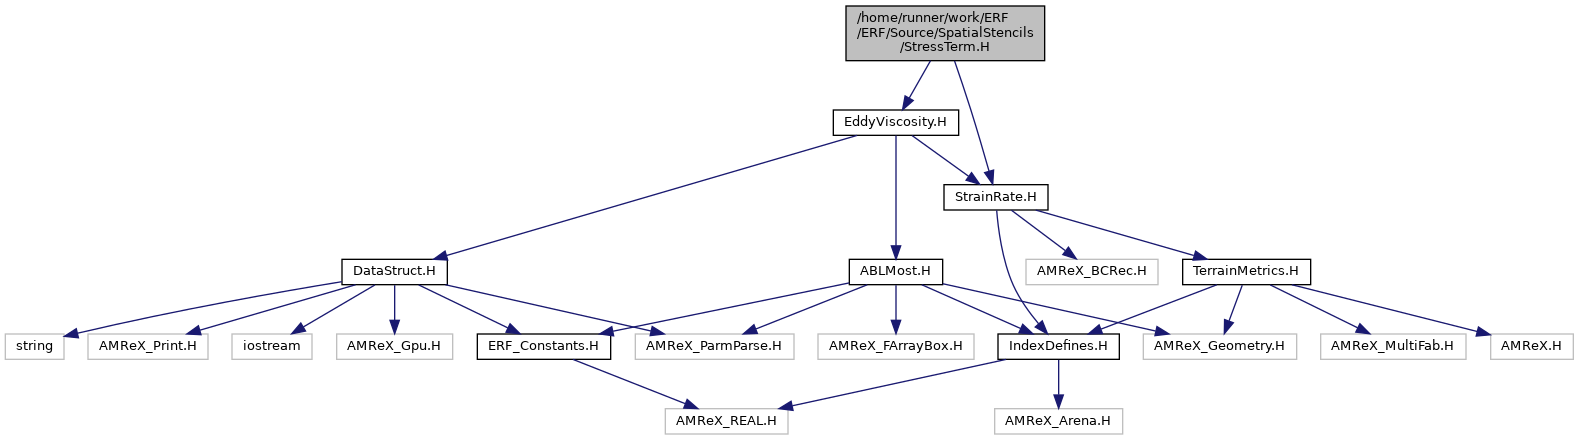 /home/runner/work/ERF
/ERF/Source/SpatialStencils
/StressTerm.H
EddyViscosity.H
StrainRate.H
DataStruct.H
ABLMost.H
AMReX_BCRec.H
TerrainMetrics.H
string
AMReX_Print.H
iostream
AMReX_Gpu.H
ERF_Constants.H
AMReX_ParmParse.H
AMReX_FArrayBox.H
IndexDefines.H
AMReX_Geometry.H
AMReX_MultiFab.H
AMReX.H
AMReX_REAL.H
AMReX_Arena.H